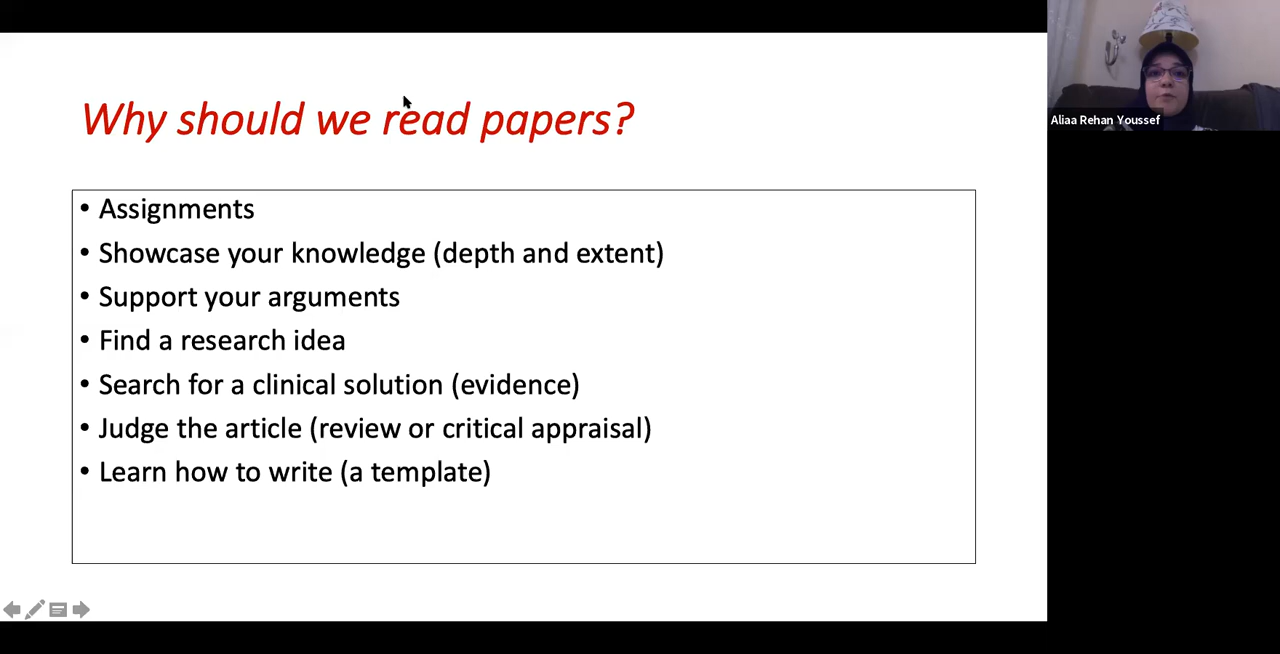 Why should we read papers?
• Assignments
• Showcase your knowledge (depth and extent)
• Support your arguments
• Find a research idea
• Search for a clinical solution (evidence)
• Judge the article (review or critical appraisal)
• Learn how to write (a template)
Aliaa Rehan Youssef